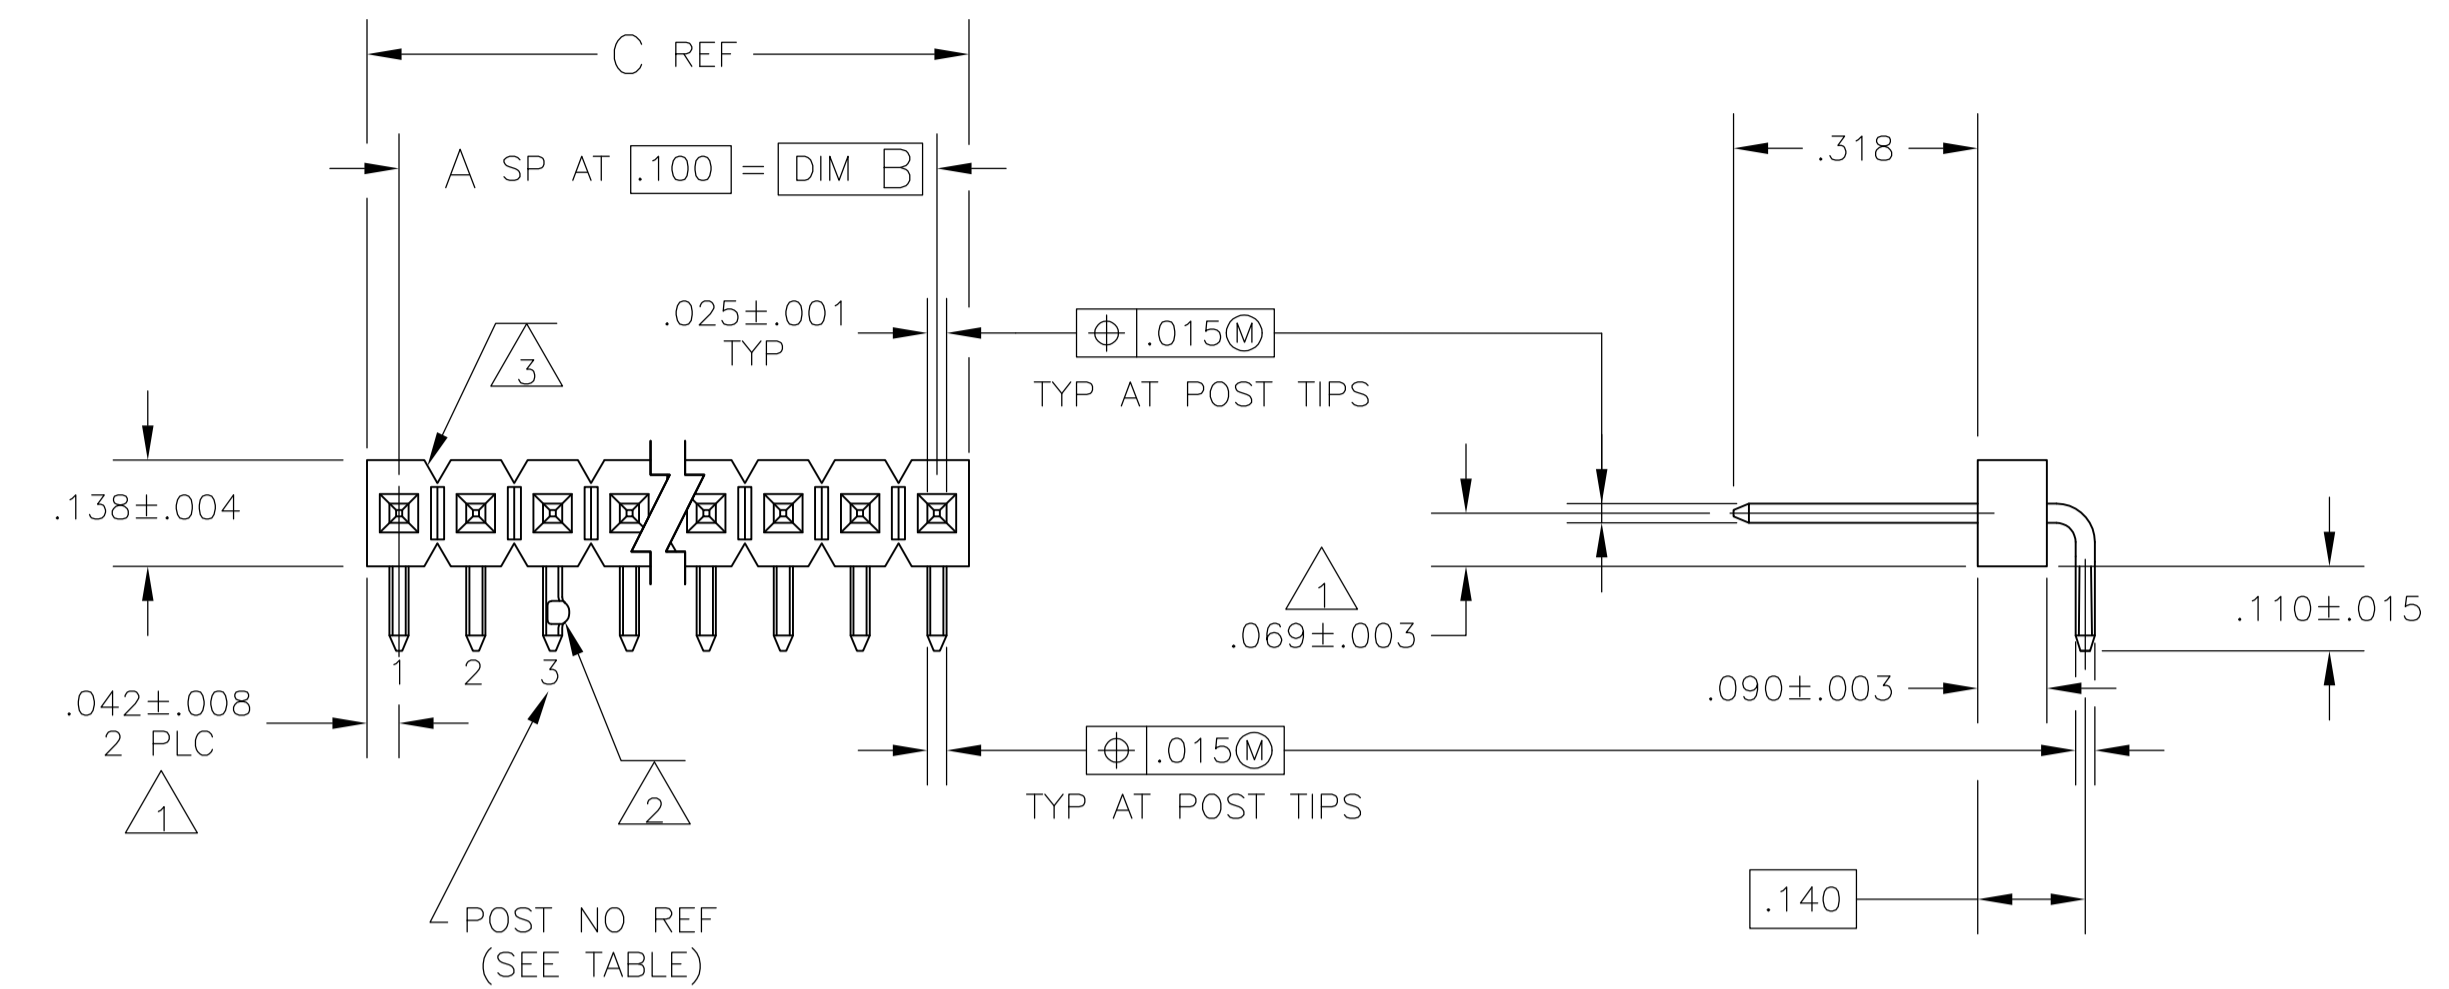 C REF
A SP AT .100 = DIM B
.318
.025±.001
TYP
⌖ .015Ⓜ
TYP AT POST TIPS
3
.138±.004
1
.069±.003
.110±.015
1 2 3
.042±.008
2 PLC
1
2
.090±.003
⌖ .015Ⓜ
TYP AT POST TIPS
.140
POST NO REF
(SEE TABLE)